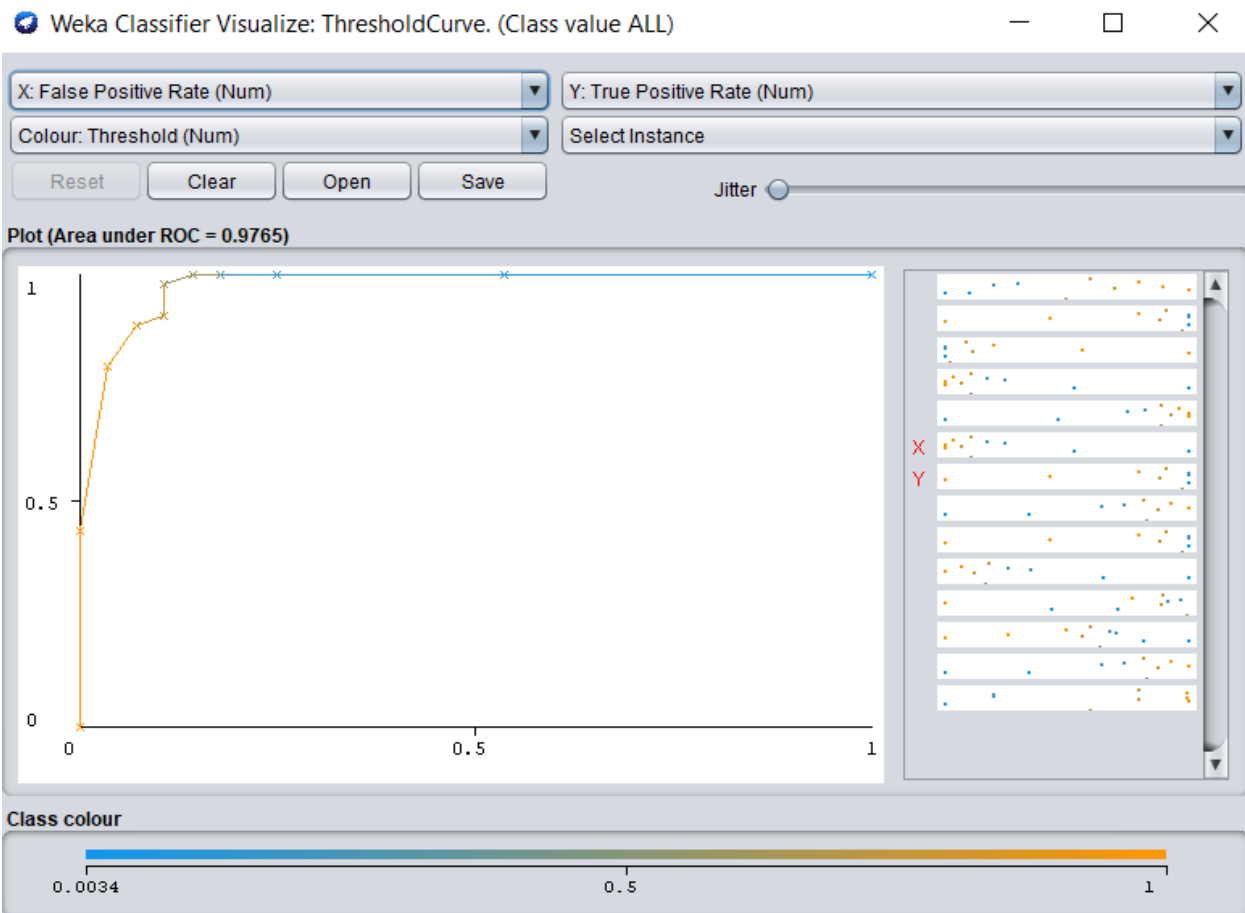 Weka Classifier Visualize: ThresholdCurve. (Class value ALL)
X: False Positive Rate (Num) Y: True Positive Rate (Num)
Colour: Threshold (Num) Select Instance
Reset Clear Open Save Jitter
Plot (Area under ROC = 0.9765)
1
0.5
0
0 0.5 1
X
Y
Class colour
0.0034 0.5 1